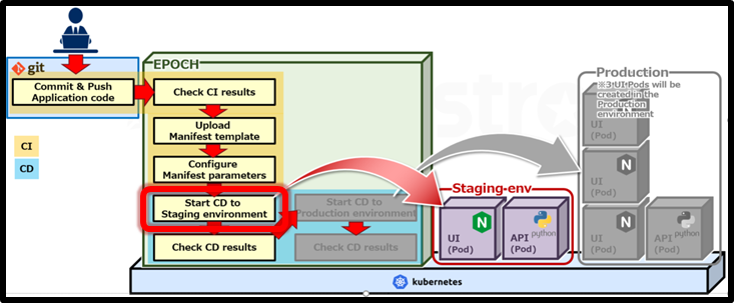 git
Commit & Push
Application code
CI
CD
EPOCH
Check CI results
Upload
Manifest template
Configure
Manifest parameters
Start CD to
Staging environment
Check CD results
Start CD to
Production environment
Check CD results
Staging-env
UI
(Pod)
N
API
(Pod)
python
Production
※3 UI Pods will be
created in the
Production
environment
UI
(Pod)
UI
(Pod)
N
UI
(Pod)
N
API
(Pod)
python
kubernetes